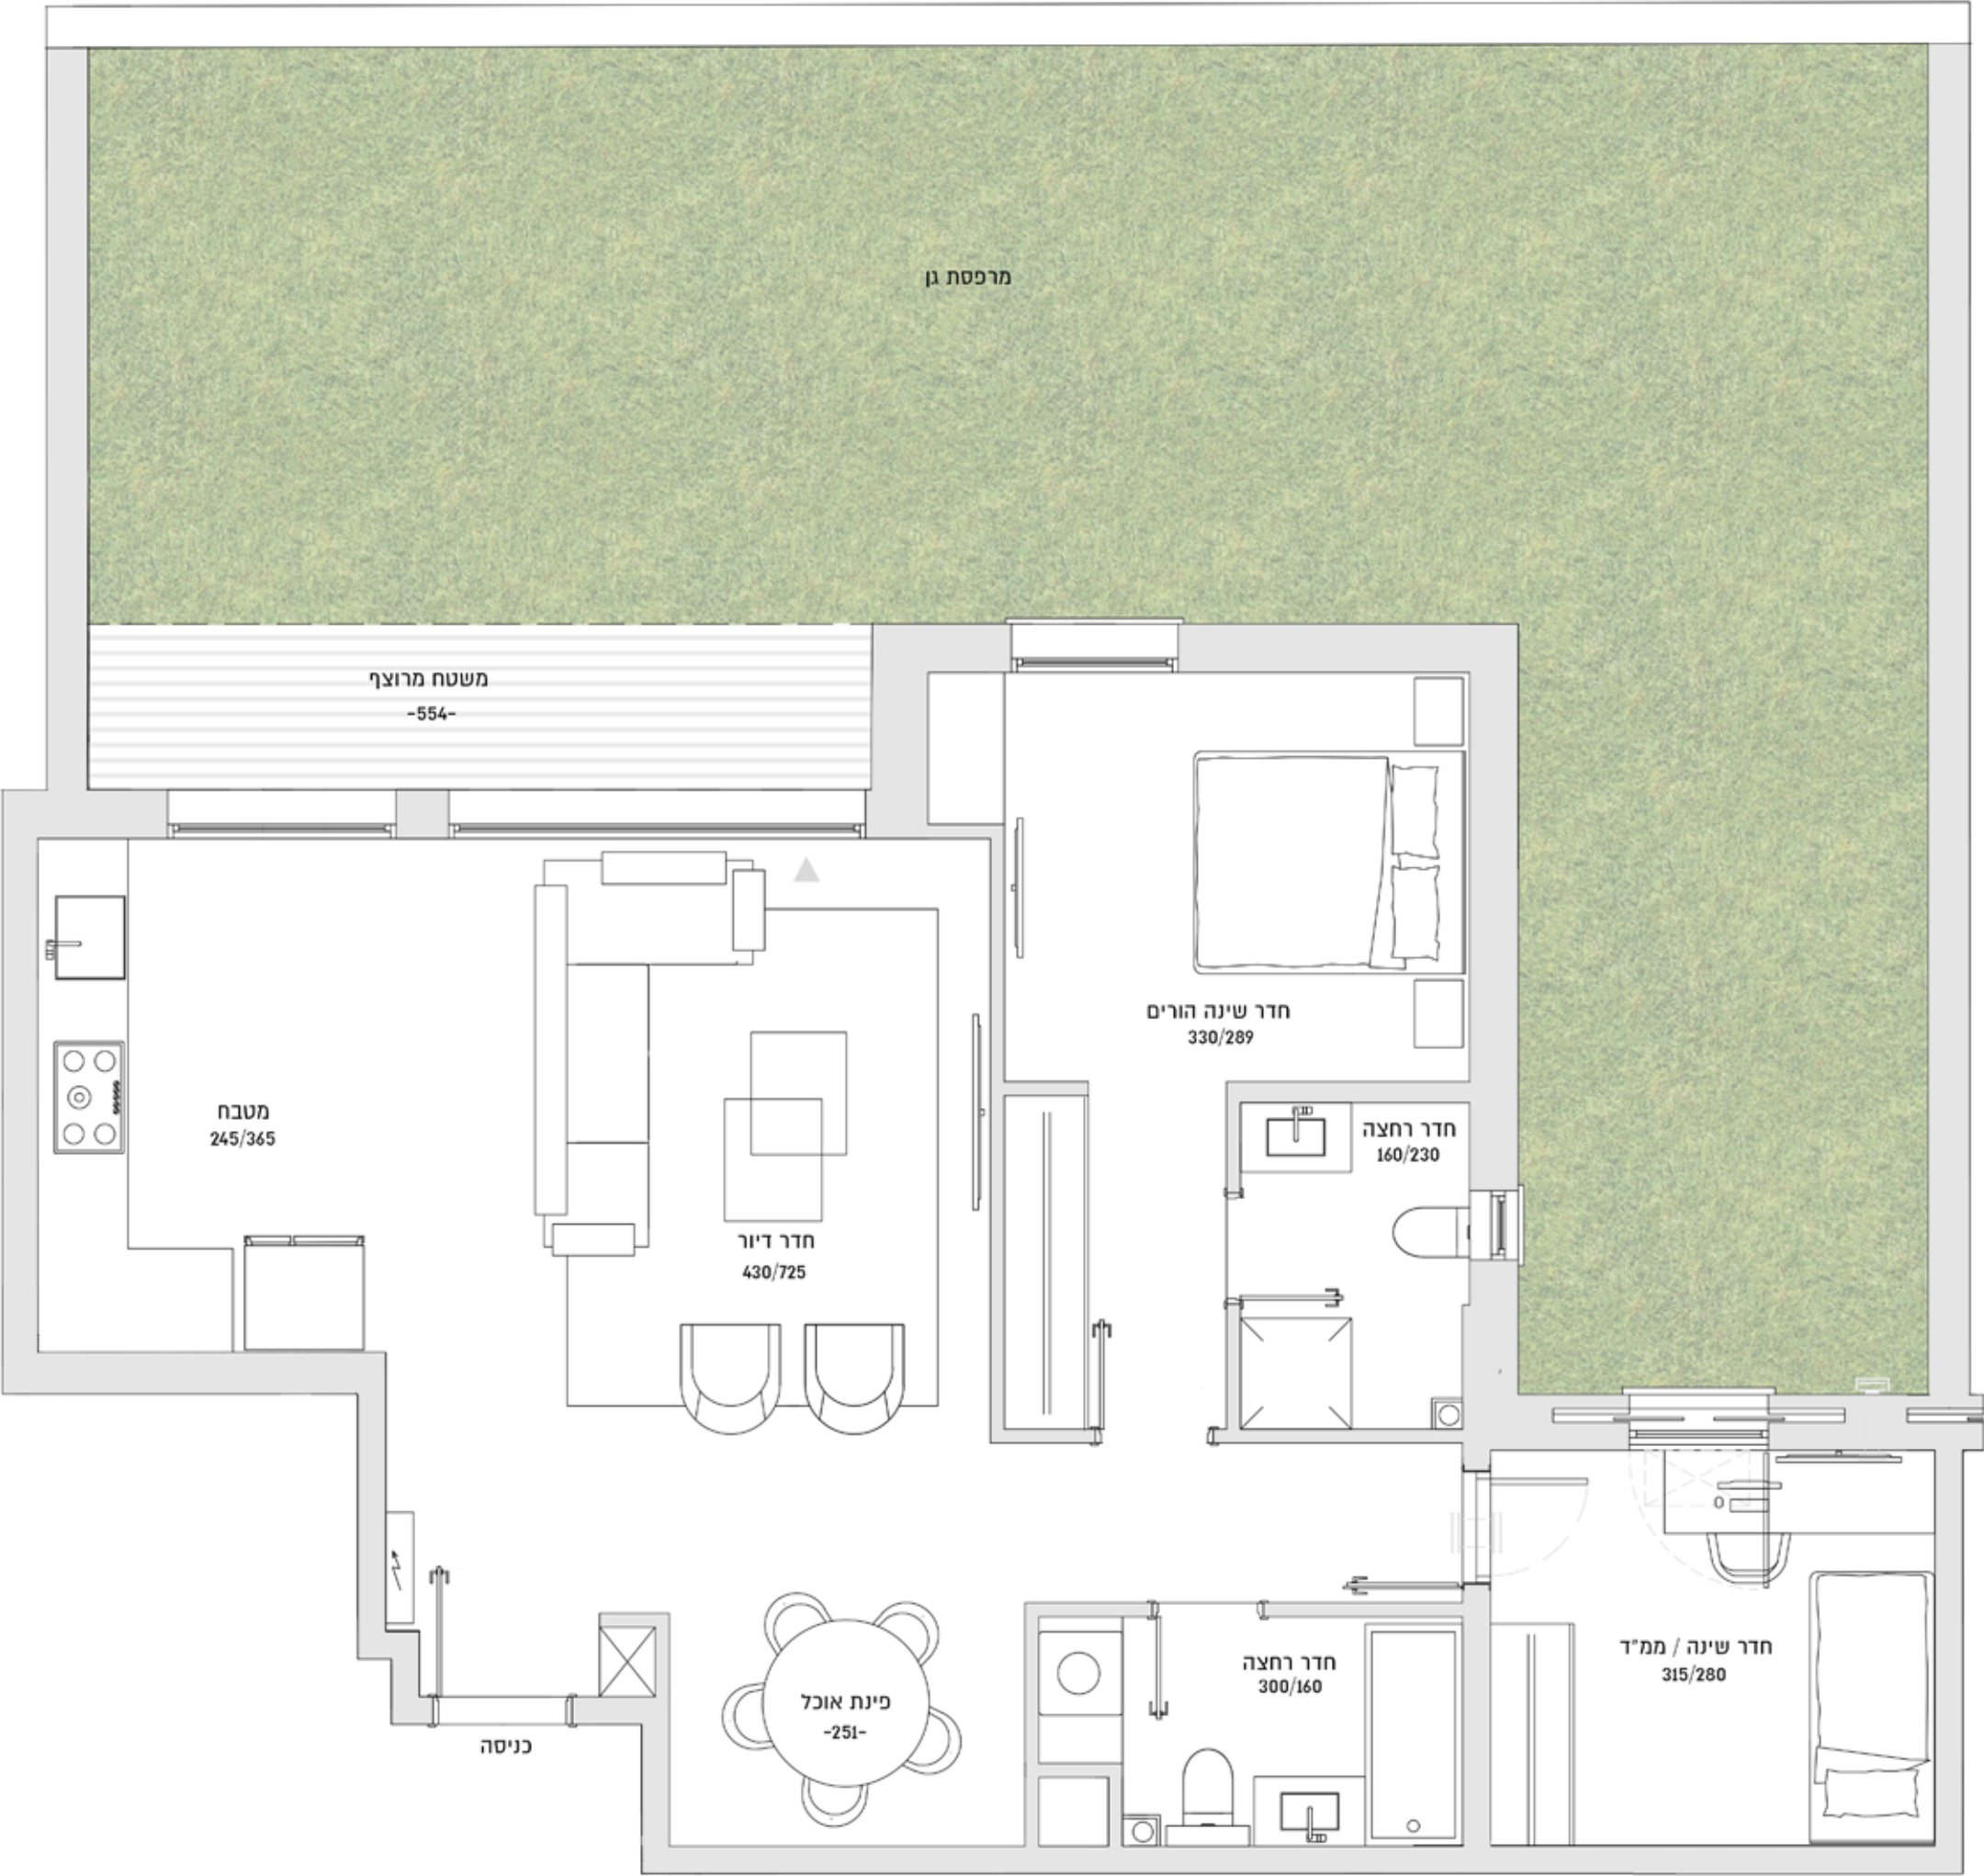 מרפסת גן
משטח מרוצף
-554-
חדר שינה הורים
330/289
מטבח
245/365
חדר רחצה
160/230
חדר דיור
430/725
חדר שינה / ממ"ד
315/280
חדר רחצה
300/160
פינת אוכל
-251-
כניסה